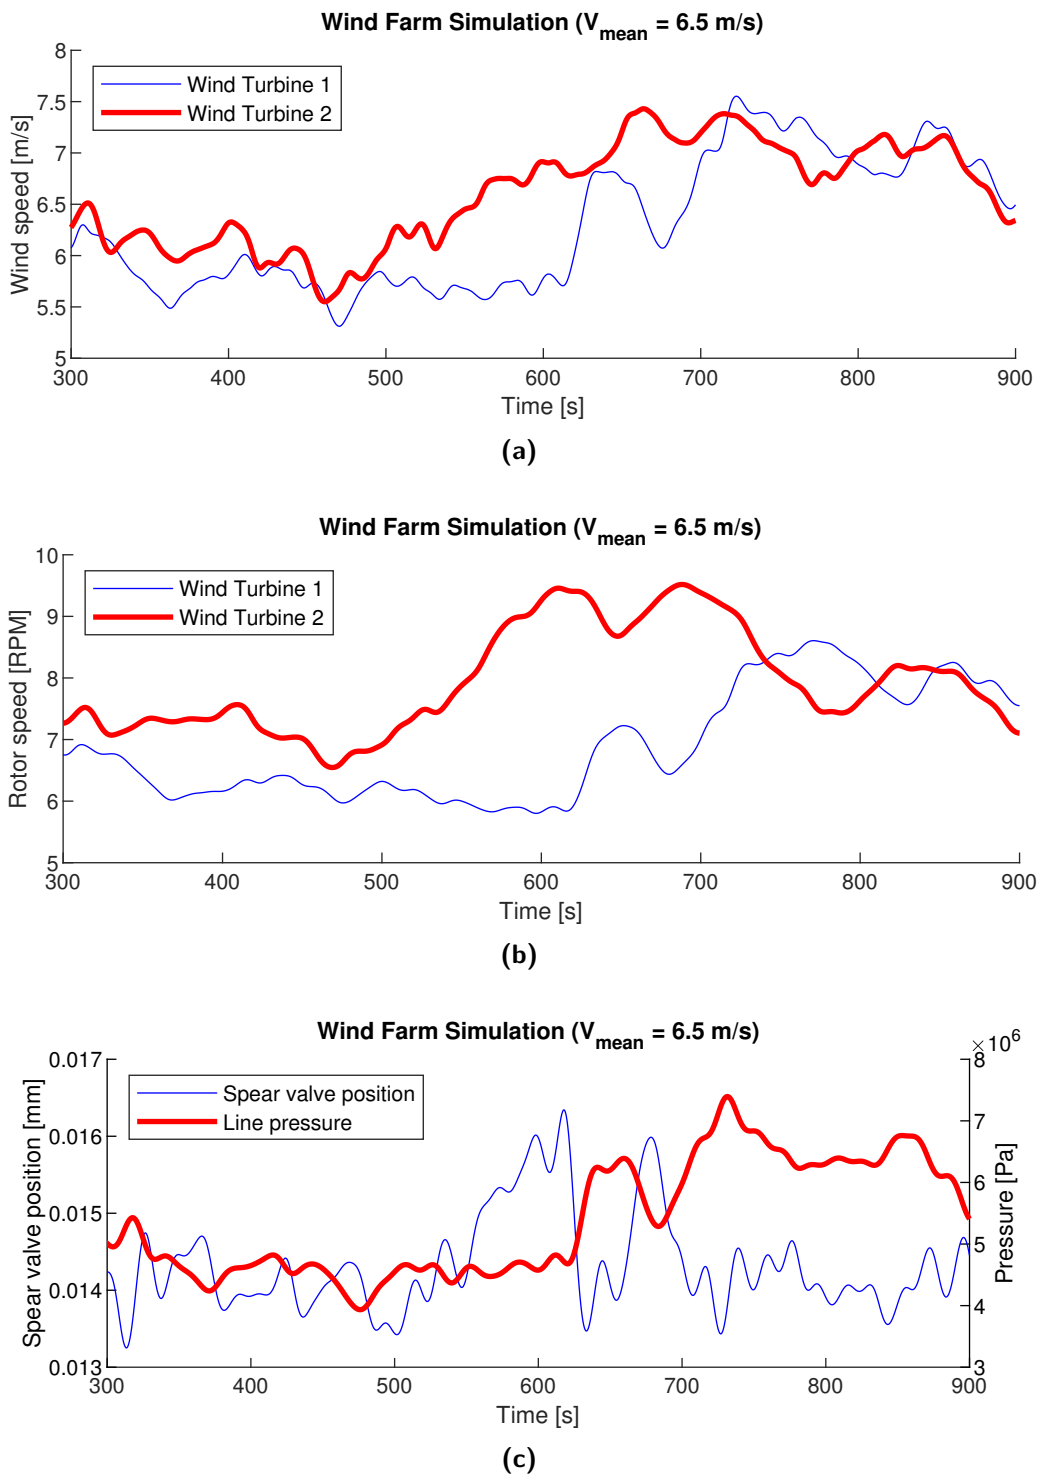 Wind Farm Simulation (Vmean = 6.5 m/s)
8
7.5
7
6.5
6
5.5
5
Wind speed [m/s]
Wind Turbine 1
Wind Turbine 2
300 400 500 600 700 800 900
Time [s]
(a)
Wind Farm Simulation (Vmean = 6.5 m/s)
10
9
8
7
6
5
Rotor speed [RPM]
Wind Turbine 1
Wind Turbine 2
300 400 500 600 700 800 900
Time [s]
(b)
Wind Farm Simulation (Vmean = 6.5 m/s)
0.017
0.016
0.015
0.014
0.013
Spear valve position [mm]
Spear valve position
Line pressure
×10^6
8
7
6
5
4
3
Pressure [Pa]
300 400 500 600 700 800 900
Time [s]
(c)